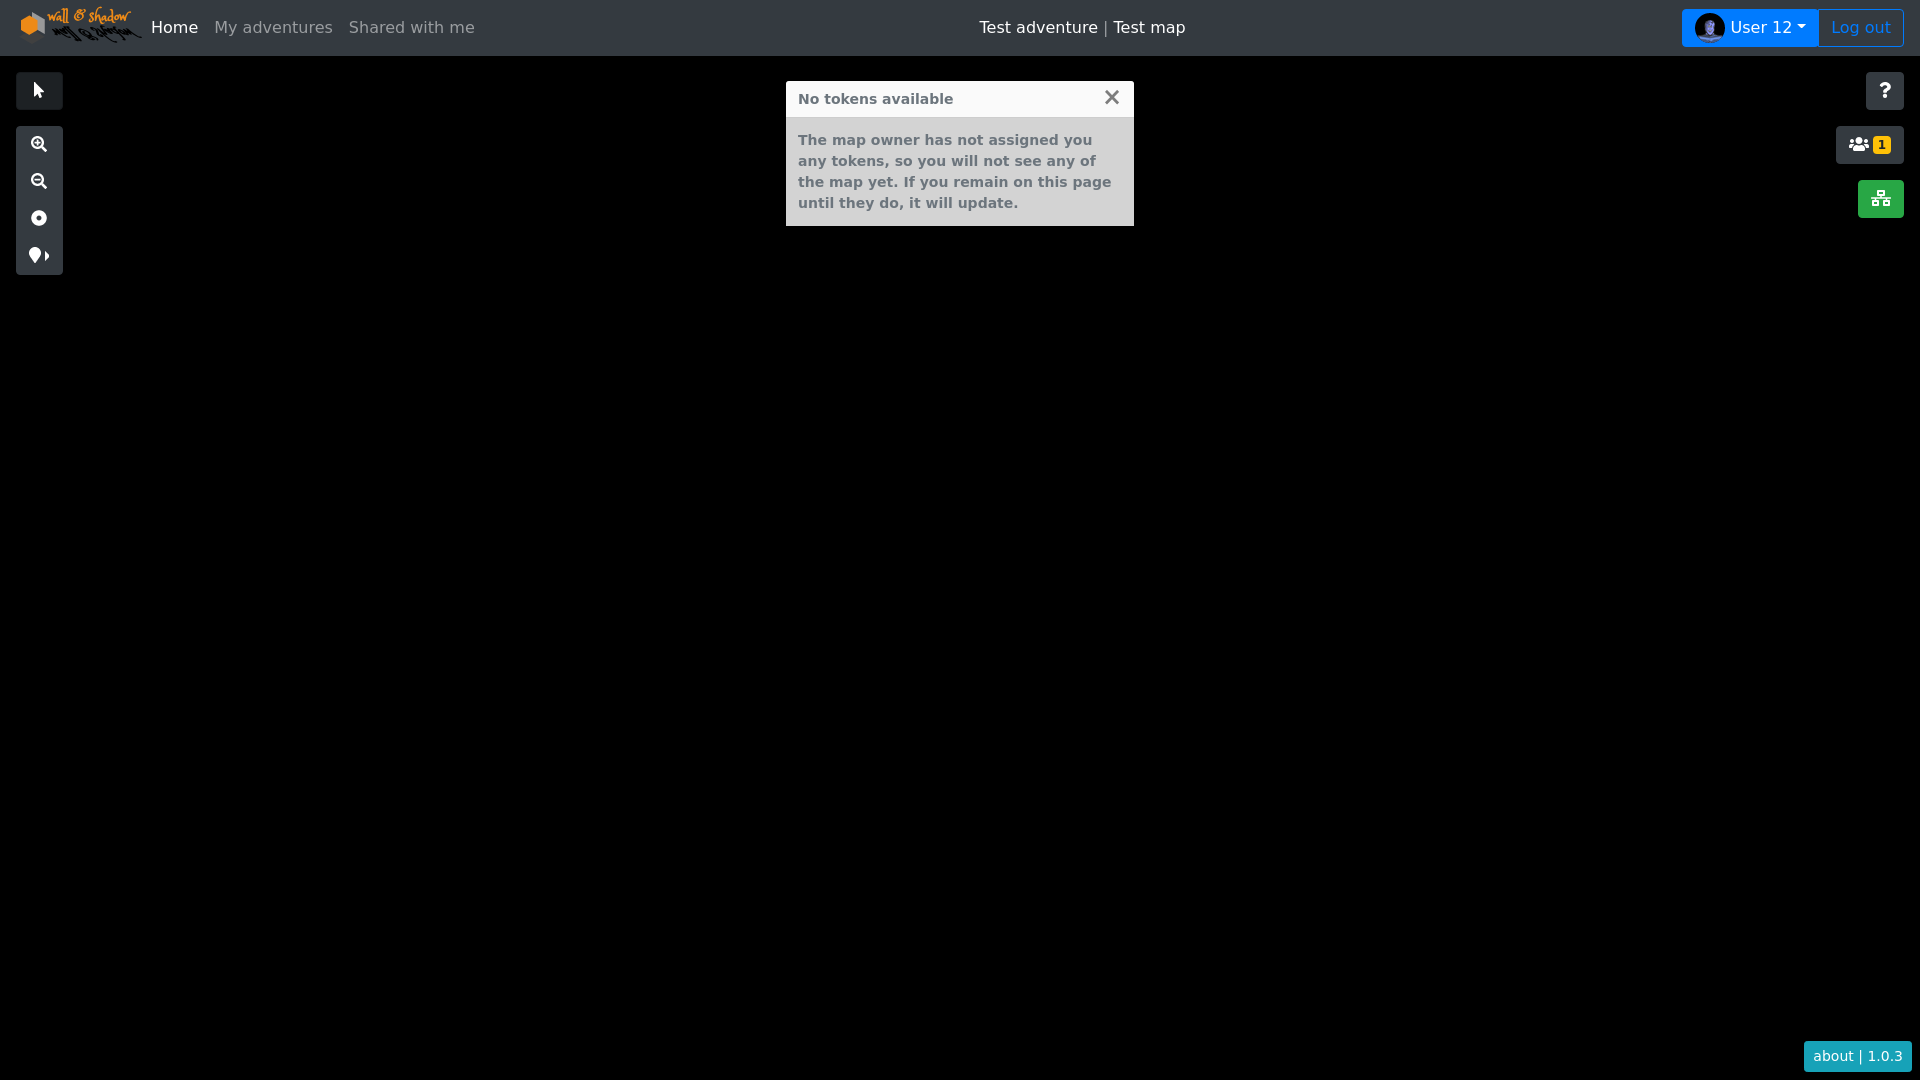 wall & shadow
Home My adventures Shared with me
Test adventure | Test map
User 12
Log out
No tokens available
The map owner has not assigned you
any tokens, so you will not see any of
the map yet. If you remain on this page
until they do, it will update.
?
1
about | 1.0.3